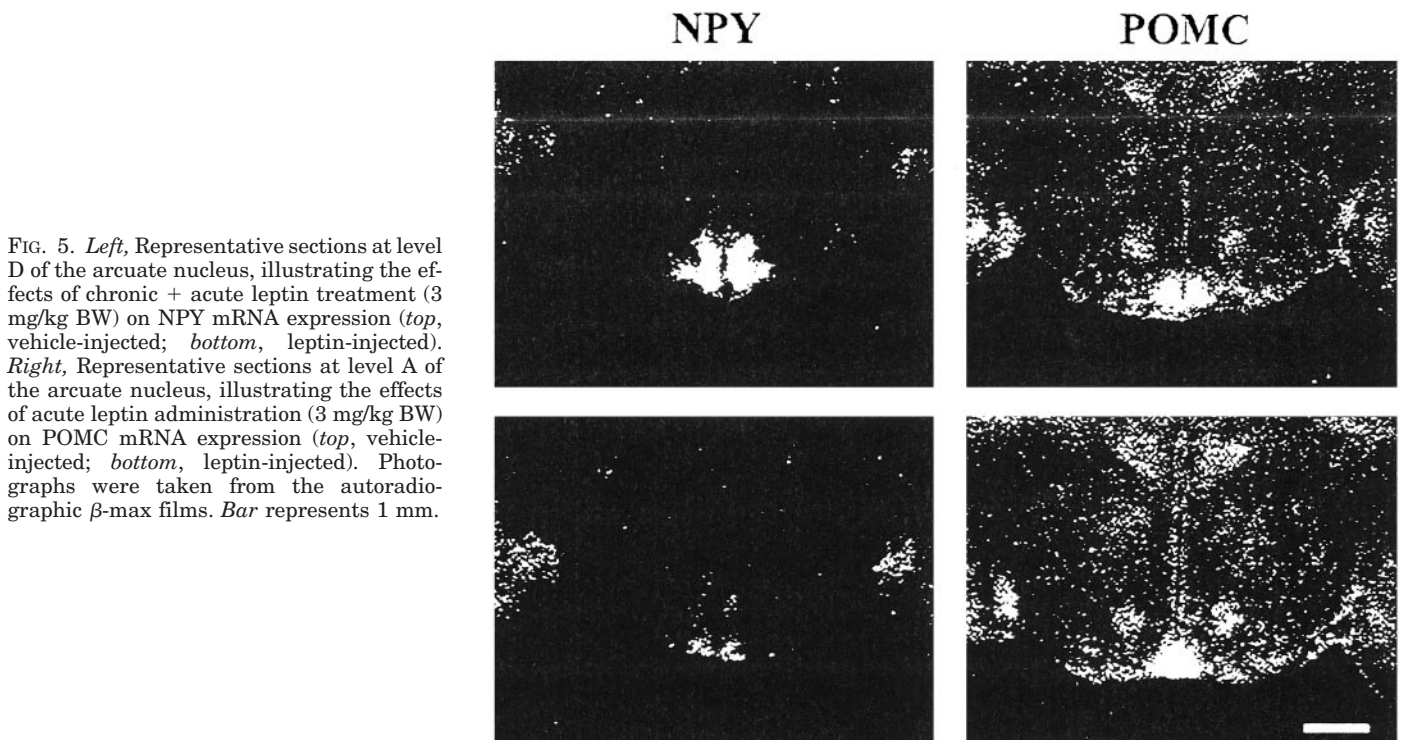 NPY
POMC
FIG. 5. Left, Representative sections at level
D of the arcuate nucleus, illustrating the ef-
fects of chronic + acute leptin treatment (3
mg/kg BW) on NPY mRNA expression (top,
vehicle-injected; bottom, leptin-injected).
Right, Representative sections at level A of
the arcuate nucleus, illustrating the effects
of acute leptin administration (3 mg/kg BW)
on POMC mRNA expression (top, vehicle-
injected; bottom, leptin-injected). Photo-
graphs were taken from the autoradio-
graphic β-max films. Bar represents 1 mm.